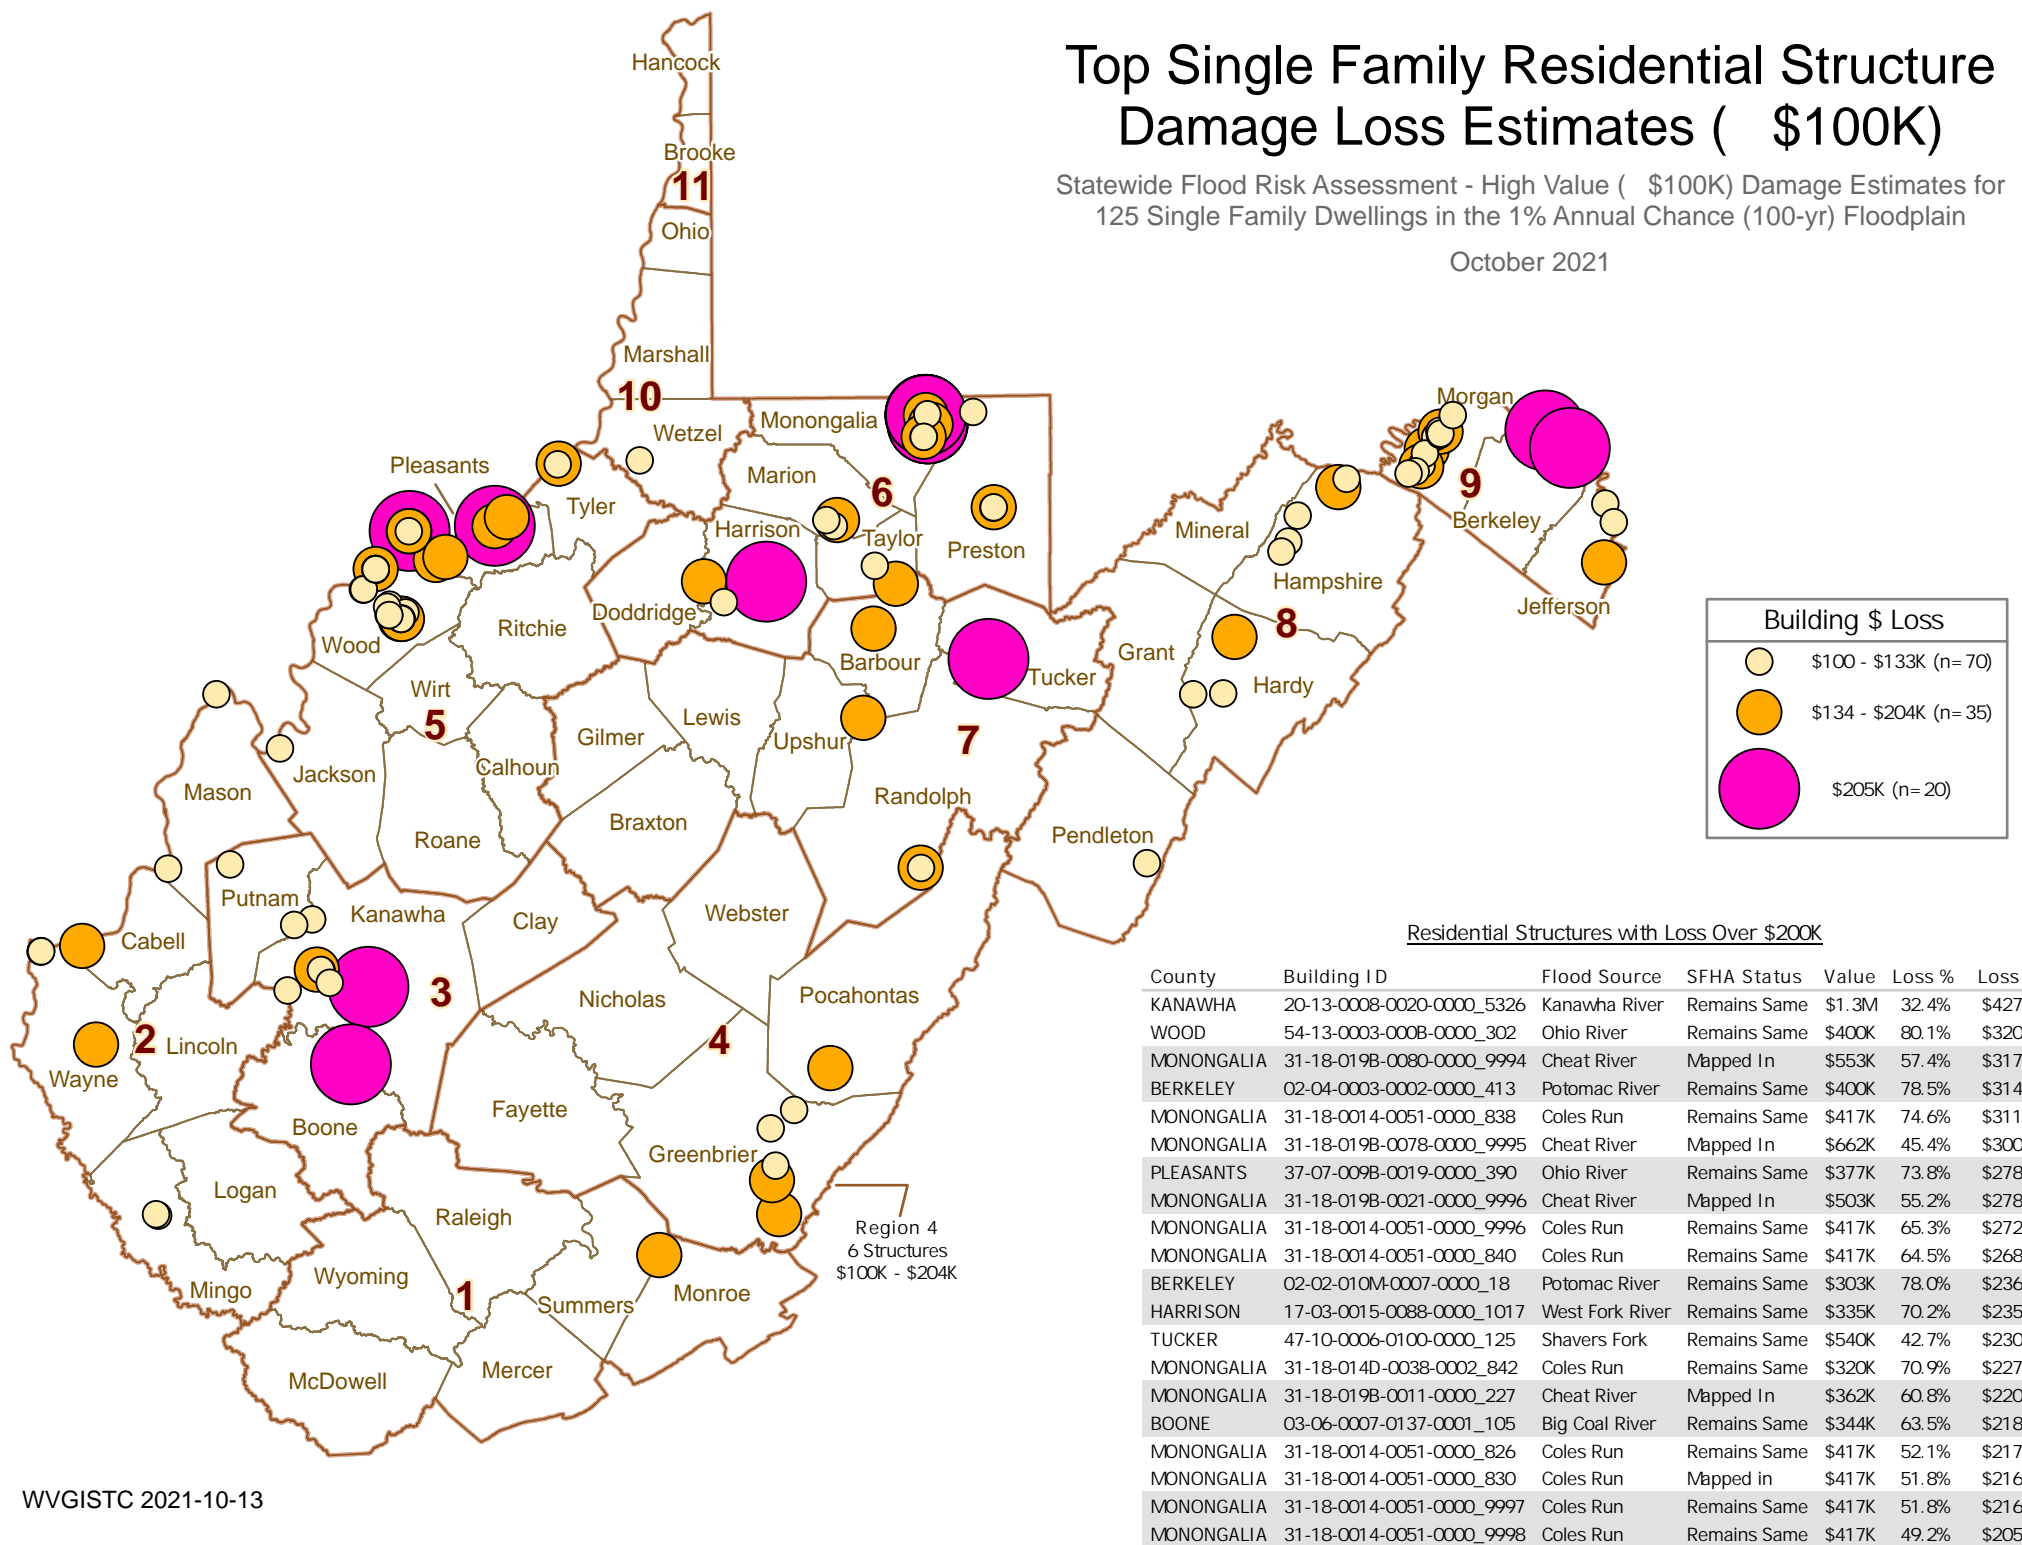 Top Single Family Residential Structure
Damage Loss Estimates ( $100K)
Statewide Flood Risk Assessment - High Value ( $100K) Damage Estimates for
125 Single Family Dwellings in the 1% Annual Chance (100-yr) Floodplain
October 2021
Hancock
Brooke
11
Ohio
Marshall
10
Wetzel
Monongalia
Morgan
Pleasants
Marion
6
9
Tyler
Harrison
Taylor
Preston
Mineral
Berkeley
Hampshire
Doddridge
Jefferson
Ritchie
8
Wood
Barbour
Grant
Tucker
Hardy
Wirt
5
Lewis
Gilmer
Upshur
7
Calhoun
Jackson
Mason
Randolph
Braxton
Roane
Pendleton
Putnam
Kanawha
Clay
Webster
Cabell
3
Nicholas
Pocahontas
2
Lincoln
4
Wayne
Fayette
Boone
Greenbrier
Logan
Raleigh
Region 4
6 Structures
$100K - $204K
Wyoming
Mingo
1
Summers
Monroe
Mercer
McDowell
Building $ Loss
$100 - $133K (n=70)
$134 - $204K (n=35)
$205K (n=20)
Residential Structures with Loss Over $200K
County Building ID Flood Source SFHA Status Value Loss % Loss
KANAWHA 20-13-0008-0020-0000_5326 Kanawha River Remains Same $1.3M 32.4% $427
WOOD 54-13-0003-000B-0000_302 Ohio River Remains Same $400K 80.1% $320
MONONGALIA 31-18-019B-0080-0000_9994 Cheat River Mapped In $553K 57.4% $317
BERKELEY 02-04-0003-0002-0000_413 Potomac River Remains Same $400K 78.5% $314
MONONGALIA 31-18-0014-0051-0000_838 Coles Run Remains Same $417K 74.6% $311
MONONGALIA 31-18-019B-0078-0000_9995 Cheat River Mapped In $662K 45.4% $300
PLEASANTS 37-07-009B-0019-0000_390 Ohio River Remains Same $377K 73.8% $278
MONONGALIA 31-18-019B-0021-0000_9996 Cheat River Mapped In $503K 55.2% $278
MONONGALIA 31-18-0014-0051-0000_9996 Coles Run Remains Same $417K 65.3% $272
MONONGALIA 31-18-0014-0051-0000_840 Coles Run Remains Same $417K 64.5% $268
BERKELEY 02-02-010M-0007-0000_18 Potomac River Remains Same $303K 78.0% $236
HARRISON 17-03-0015-0088-0000_1017 West Fork River Remains Same $335K 70.2% $235
TUCKER 47-10-0006-0100-0000_125 Shavers Fork Remains Same $540K 42.7% $230
MONONGALIA 31-18-014D-0038-0002_842 Coles Run Remains Same $320K 70.9% $227
MONONGALIA 31-18-019B-0011-0000_227 Cheat River Mapped In $362K 60.8% $220
BOONE 03-06-0007-0137-0001_105 Big Coal River Remains Same $344K 63.5% $218
MONONGALIA 31-18-0014-0051-0000_826 Coles Run Remains Same $417K 52.1% $217
MONONGALIA 31-18-0014-0051-0000_830 Coles Run Mapped in $417K 51.8% $216
MONONGALIA 31-18-0014-0051-0000_9997 Coles Run Remains Same $417K 51.8% $216
MONONGALIA 31-18-0014-0051-0000_9998 Coles Run Remains Same $417K 49.2% $205
WVGISTC 2021-10-13